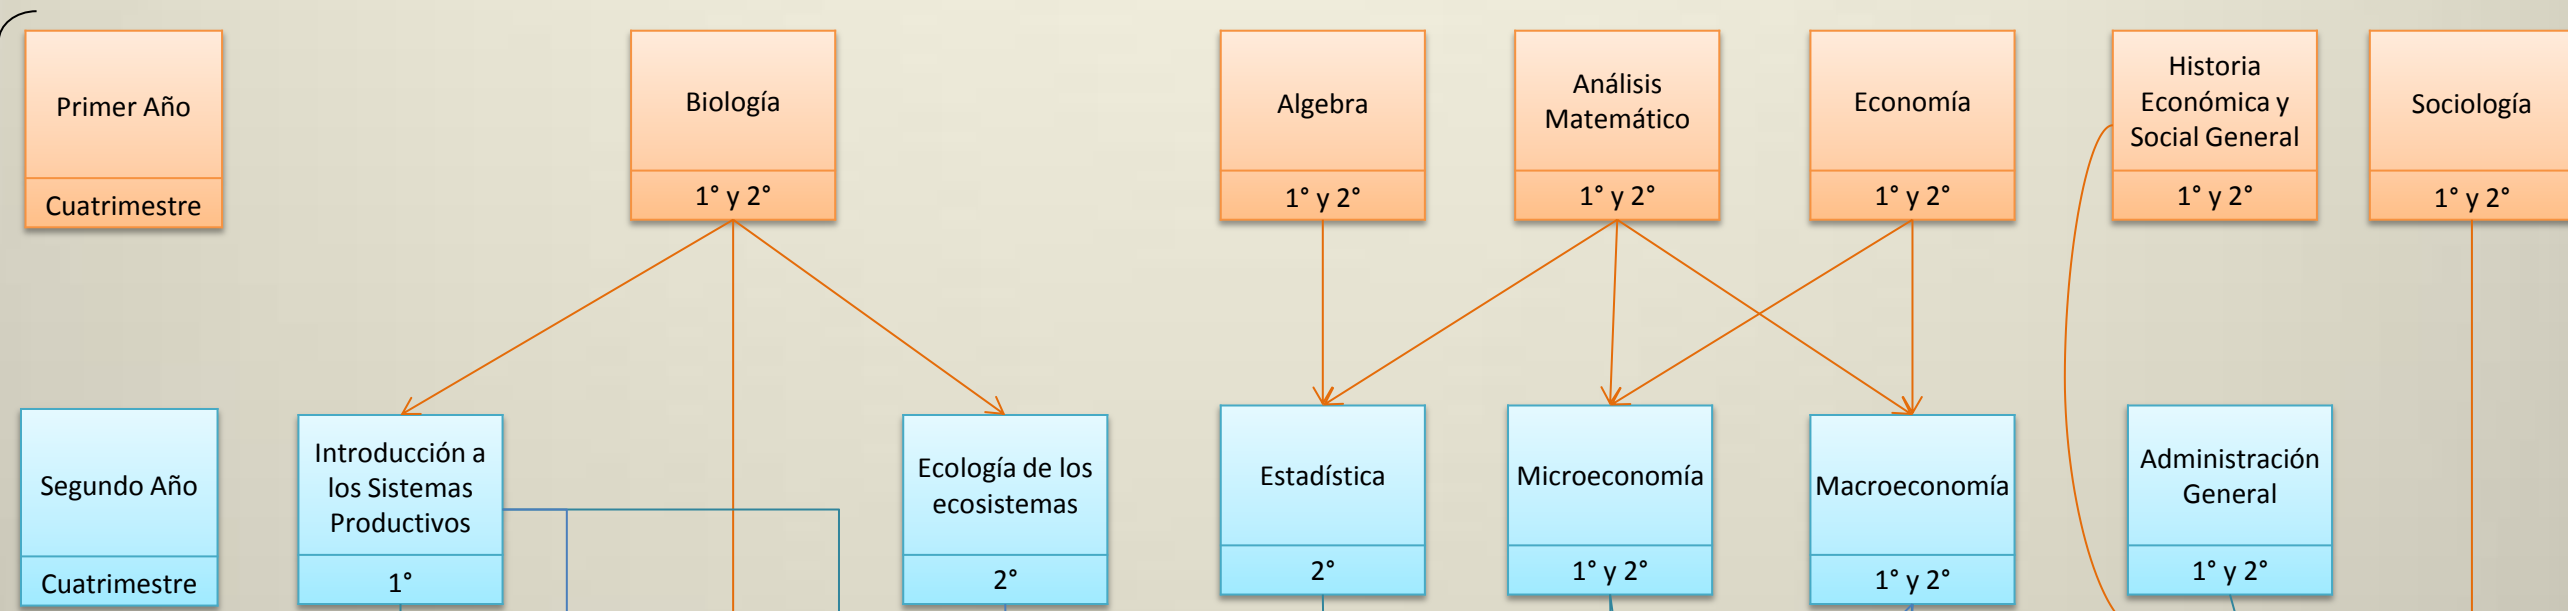 Primer Año
Cuatrimestre
Biología
1° y 2°
Algebra
1° y 2°
Análisis
Matemático
1° y 2°
Economía
1° y 2°
Historia
Económica y
Social General
1° y 2°
Sociología
1° y 2°
Segundo Año
Cuatrimestre
Introducción a
los Sistemas
Productivos
1°
Ecología de los
ecosistemas
2°
Estadística
2°
Microeconomía
1° y 2°
Macroeconomía
1° y 2°
Administración
General
1° y 2°